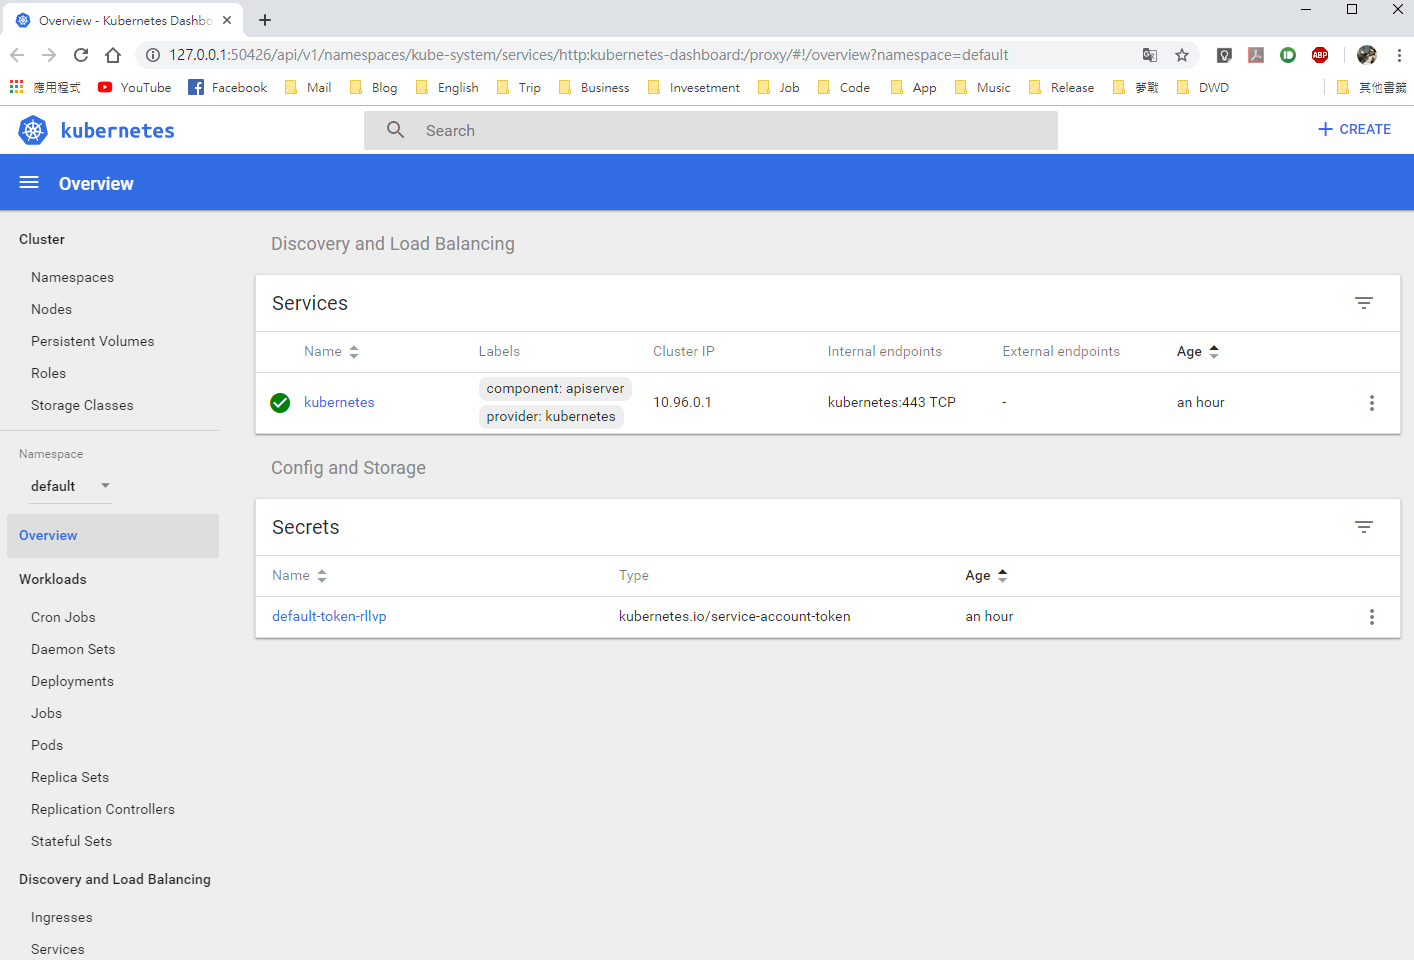 Overview - Kubernetes Dashbo
127.0.0.1:50426/api/v1/namespaces/kube-system/services/http:kubernetes-dashboard:/proxy/#!/overview?namespace=default
ABP
應用程式 YouTube Facebook Mail Blog English Trip Business Invesetment Job Code App Music Release 夢戰 DWD 其他書籤
kubernetes Search CREATE
Overview
Cluster
Namespaces
Nodes
Persistent Volumes
Roles
Storage Classes
Namespace
default
Overview
Workloads
Cron Jobs
Daemon Sets
Deployments
Jobs
Pods
Replica Sets
Replication Controllers
Stateful Sets
Discovery and Load Balancing
Ingresses
Services
Discovery and Load Balancing
Services
Name Labels Cluster IP Internal endpoints External endpoints Age
kubernetes component: apiserver 10.96.0.1 kubernetes:443 TCP - an hour
provider: kubernetes
Config and Storage
Secrets
Name Type Age
default-token-rllvp kubernetes.io/service-account-token an hour